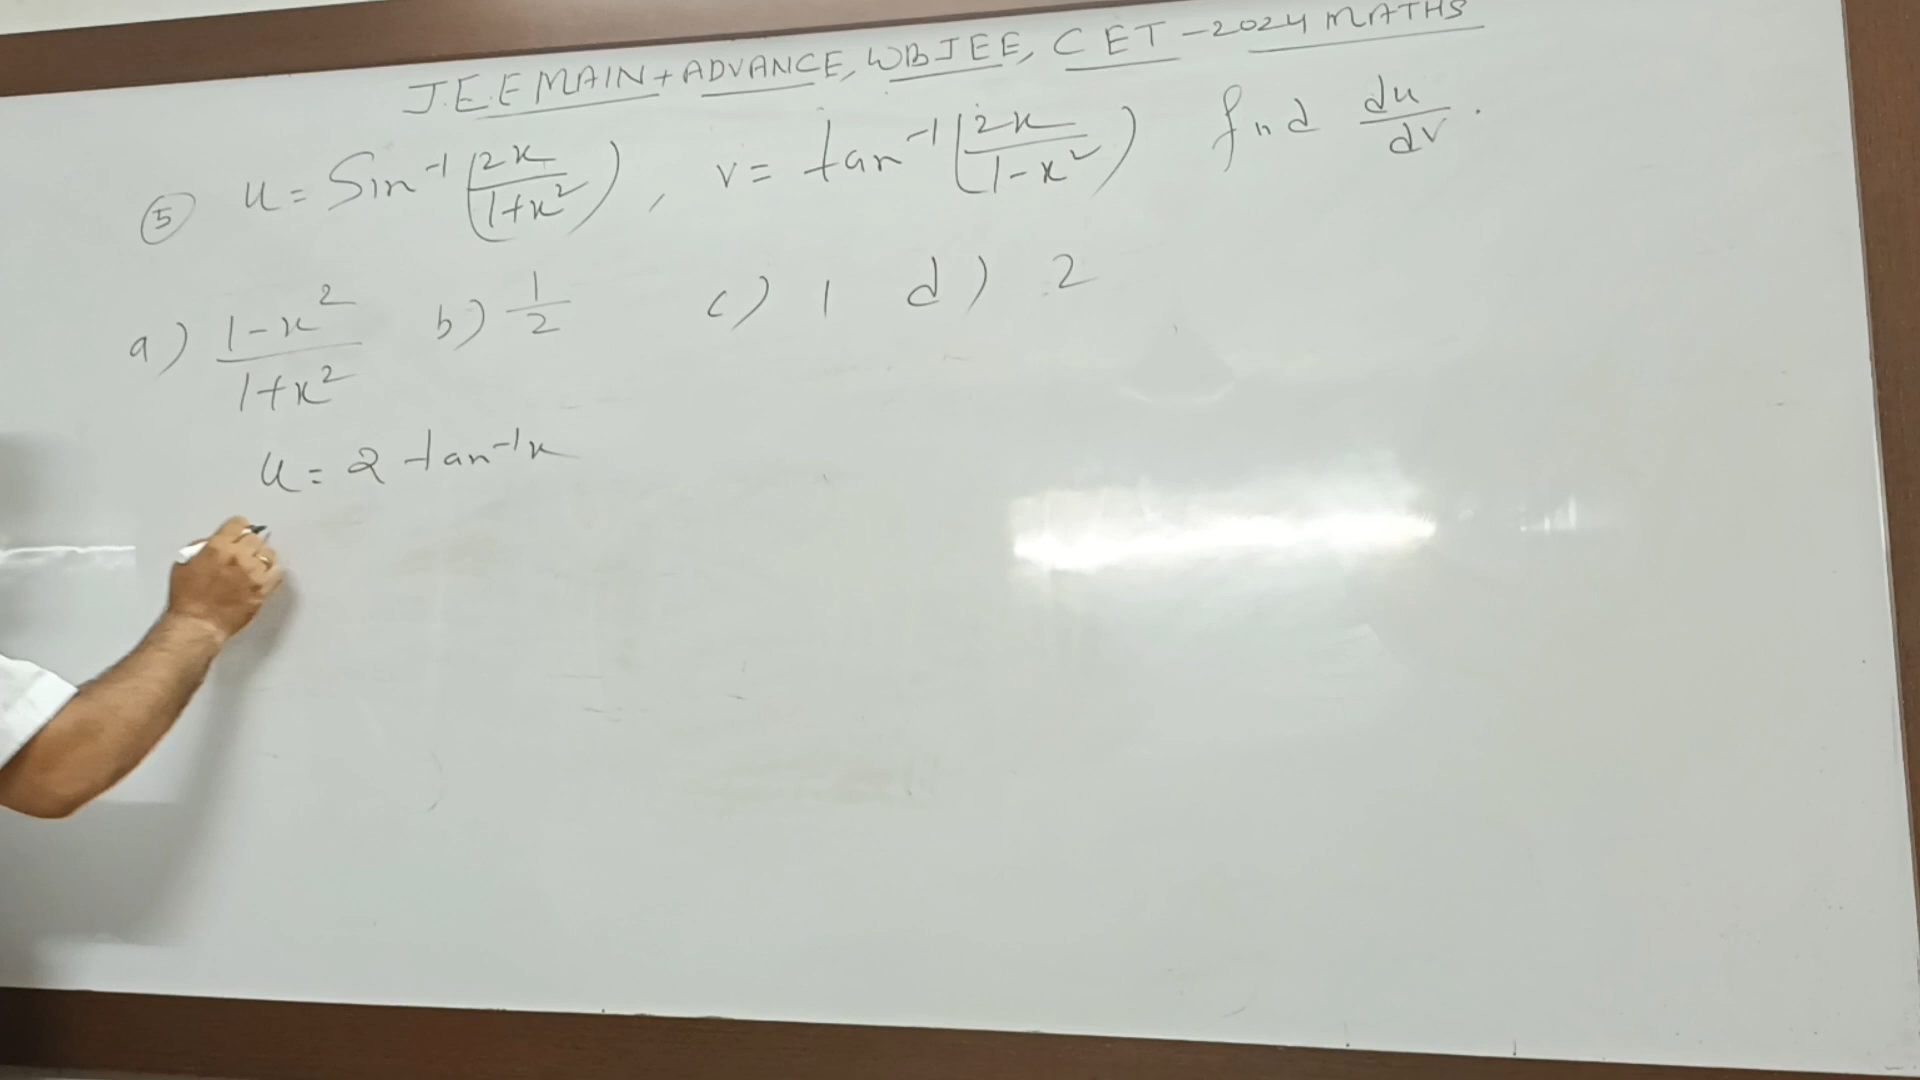 J.E.E MAIN + ADVANCE, WBJEE, CET - 2024 MATHS
⑤ u = Sin⁻¹(2x/(1+x²)), v = tan⁻¹(2x/(1-x²)) find du/dv.
a) (1-x²)/(1+x²) b) 1/2 c) 1 d) 2
u = 2 tan⁻¹x